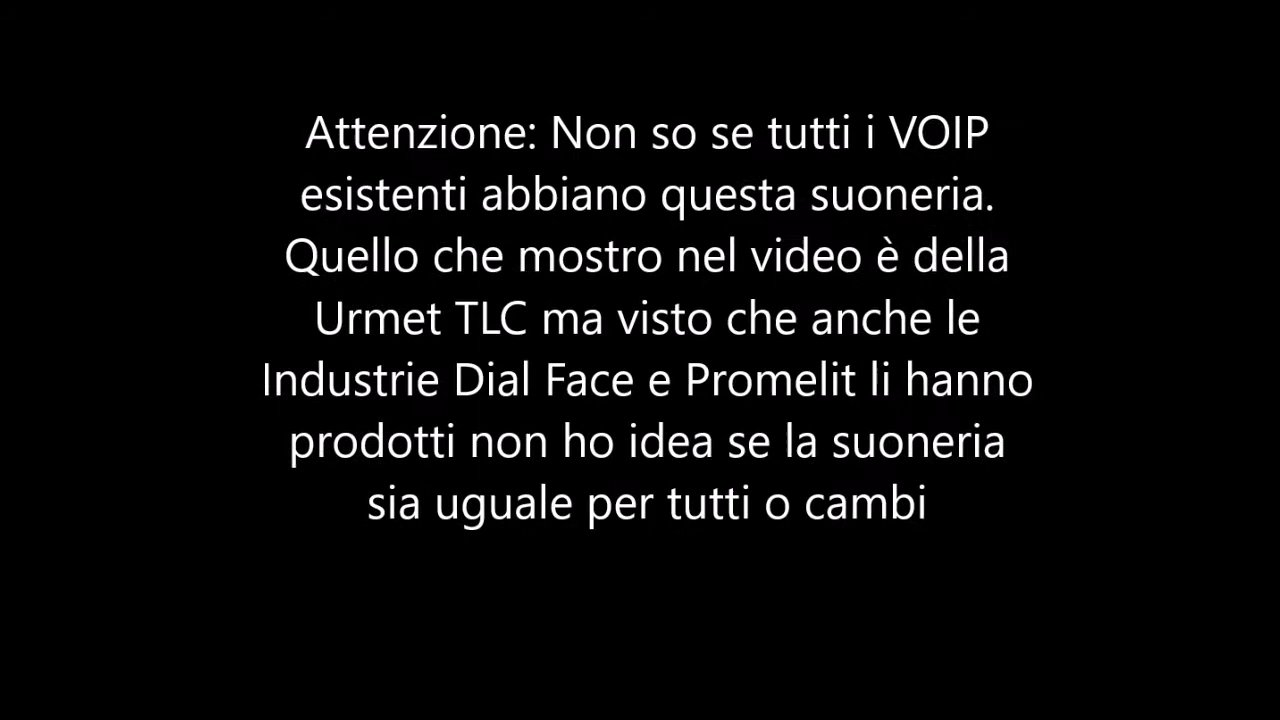 Attenzione: Non so se tutti i VOIP
esistenti abbiano questa suoneria.
Quello che mostro nel video è della
Urmet TLC ma visto che anche le
Industrie Dial Face e Promelit li hanno
prodotti non ho idea se la suoneria
sia uguale per tutti o cambi